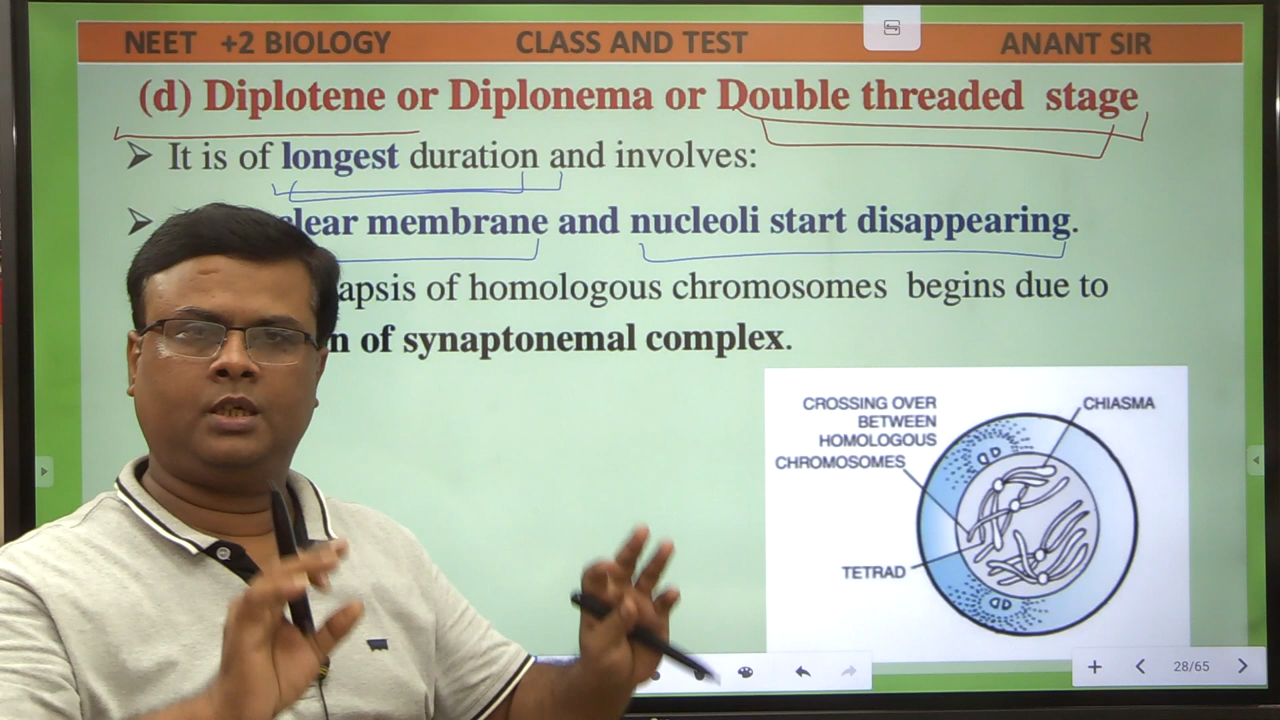 NEET +2 BIOLOGY CLASS AND TEST ANANT SIR
(d) Diplotene or Diplonema or Double threaded stage
➤ It is of longest duration and involves:
➤ clear membrane and nucleoli start disappearing.
apsis of homologous chromosomes begins due to
n of synaptonemal complex.
CROSSING OVER
BETWEEN
HOMOLOGOUS
CHROMOSOMES
CHIASMA
TETRAD
28/65